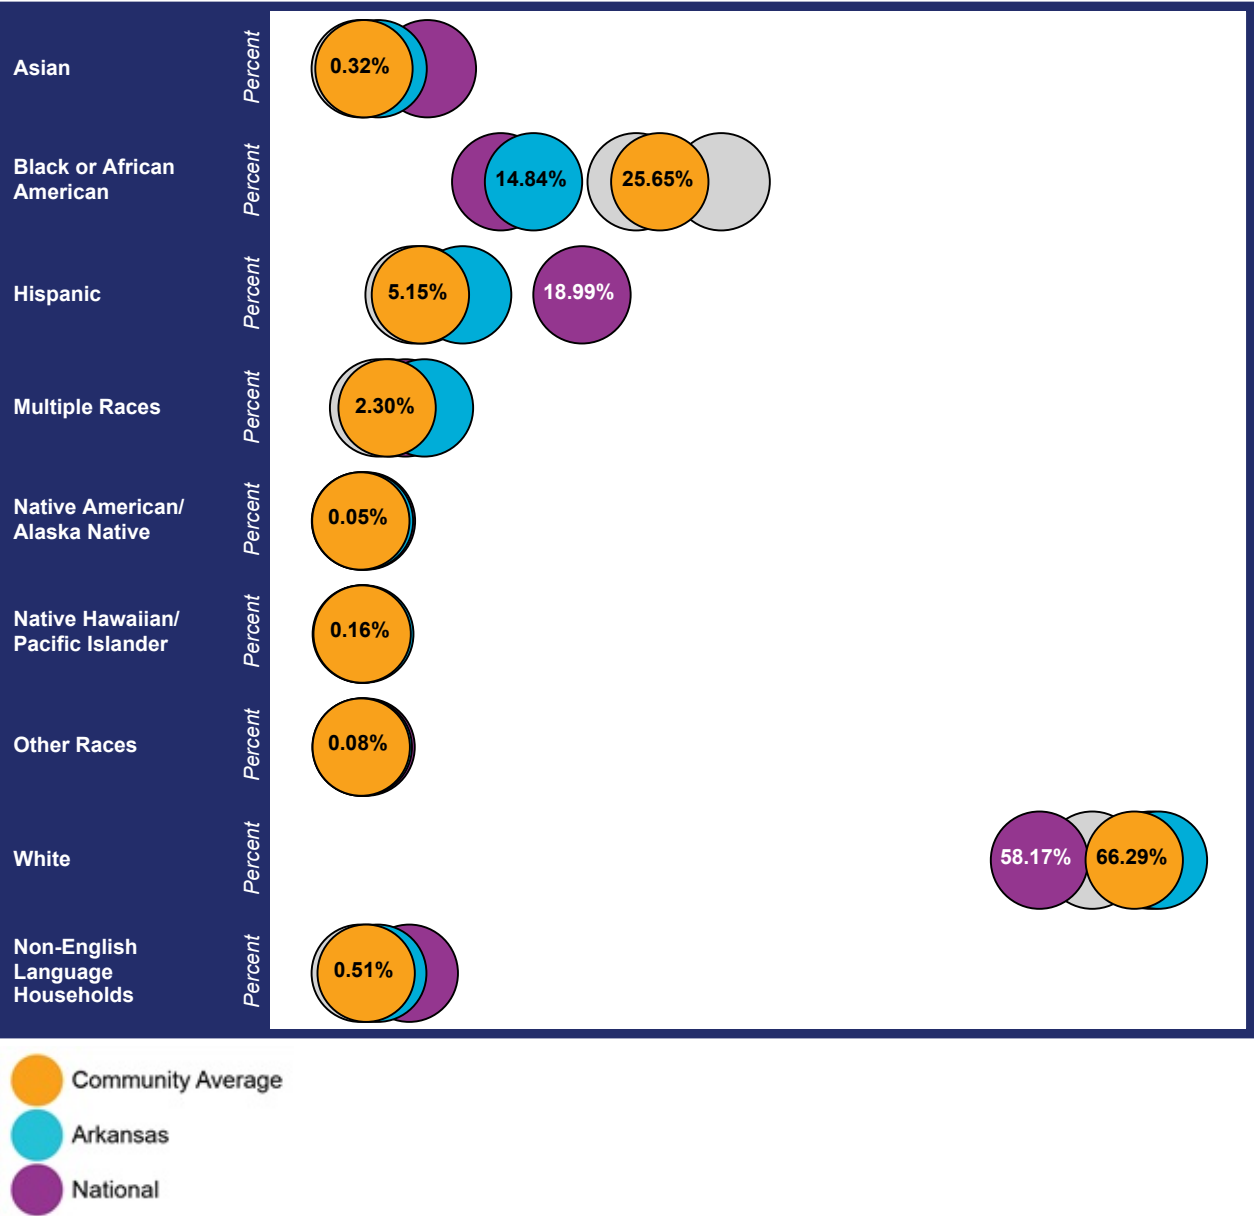 Asian
Percent
0.32%
Black or African
American
Percent
14.84%
25.65%
Hispanic
Percent
5.15%
18.99%
Multiple Races
Percent
2.30%
Native American/
Alaska Native
Percent
0.05%
Native Hawaiian/
Pacific Islander
Percent
0.16%
Other Races
Percent
0.08%
White
Percent
58.17%
66.29%
Non-English
Language
Households
Percent
0.51%
Community Average
Arkansas
National